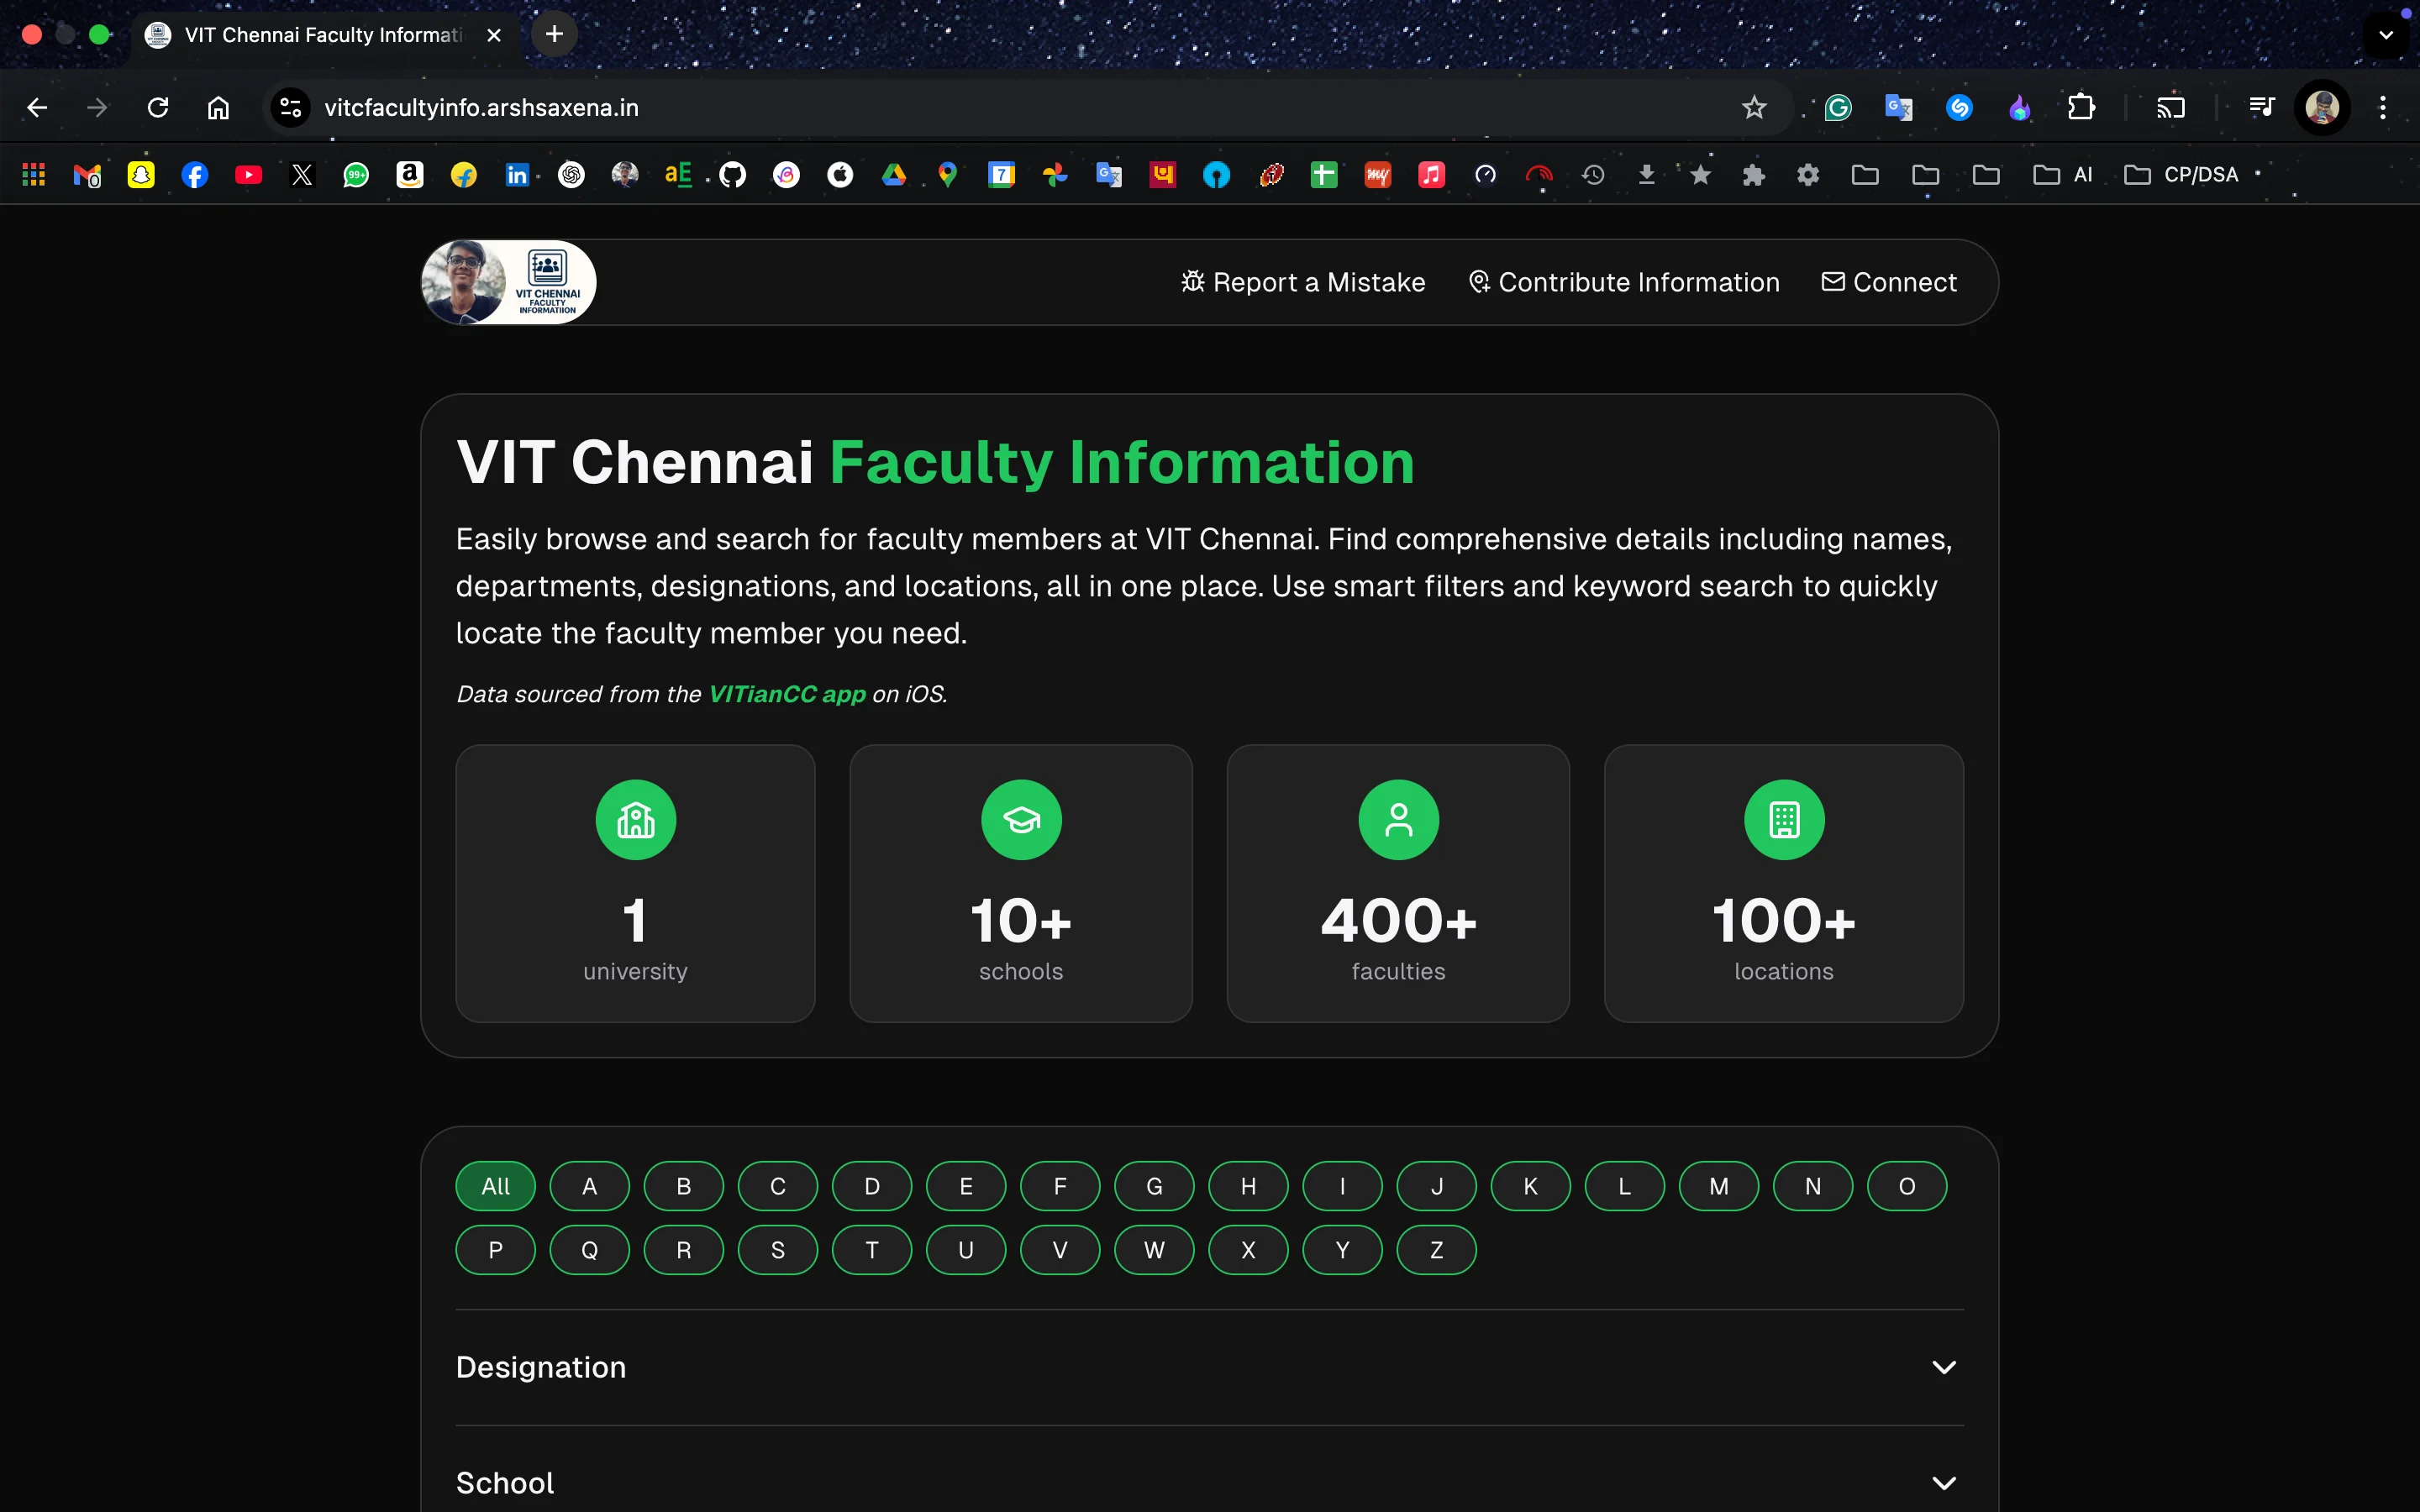 VIT Chennai Faculty Informati
vitcfacultyinfo.arshsaxena.in
AI
CP/DSA
VIT CHENNAI
FACULTY
INFORMATION
Report a Mistake
Contribute Information
Connect
VIT Chennai Faculty Information
Easily browse and search for faculty members at VIT Chennai. Find comprehensive details including names,
departments, designations, and locations, all in one place. Use smart filters and keyword search to quickly
locate the faculty member you need.
Data sourced from the VITianCC app on iOS.
1
university
10+
schools
400+
faculties
100+
locations
All A B C D E F G H I J K L M N O
P Q R S T U V W X Y Z
Designation
School